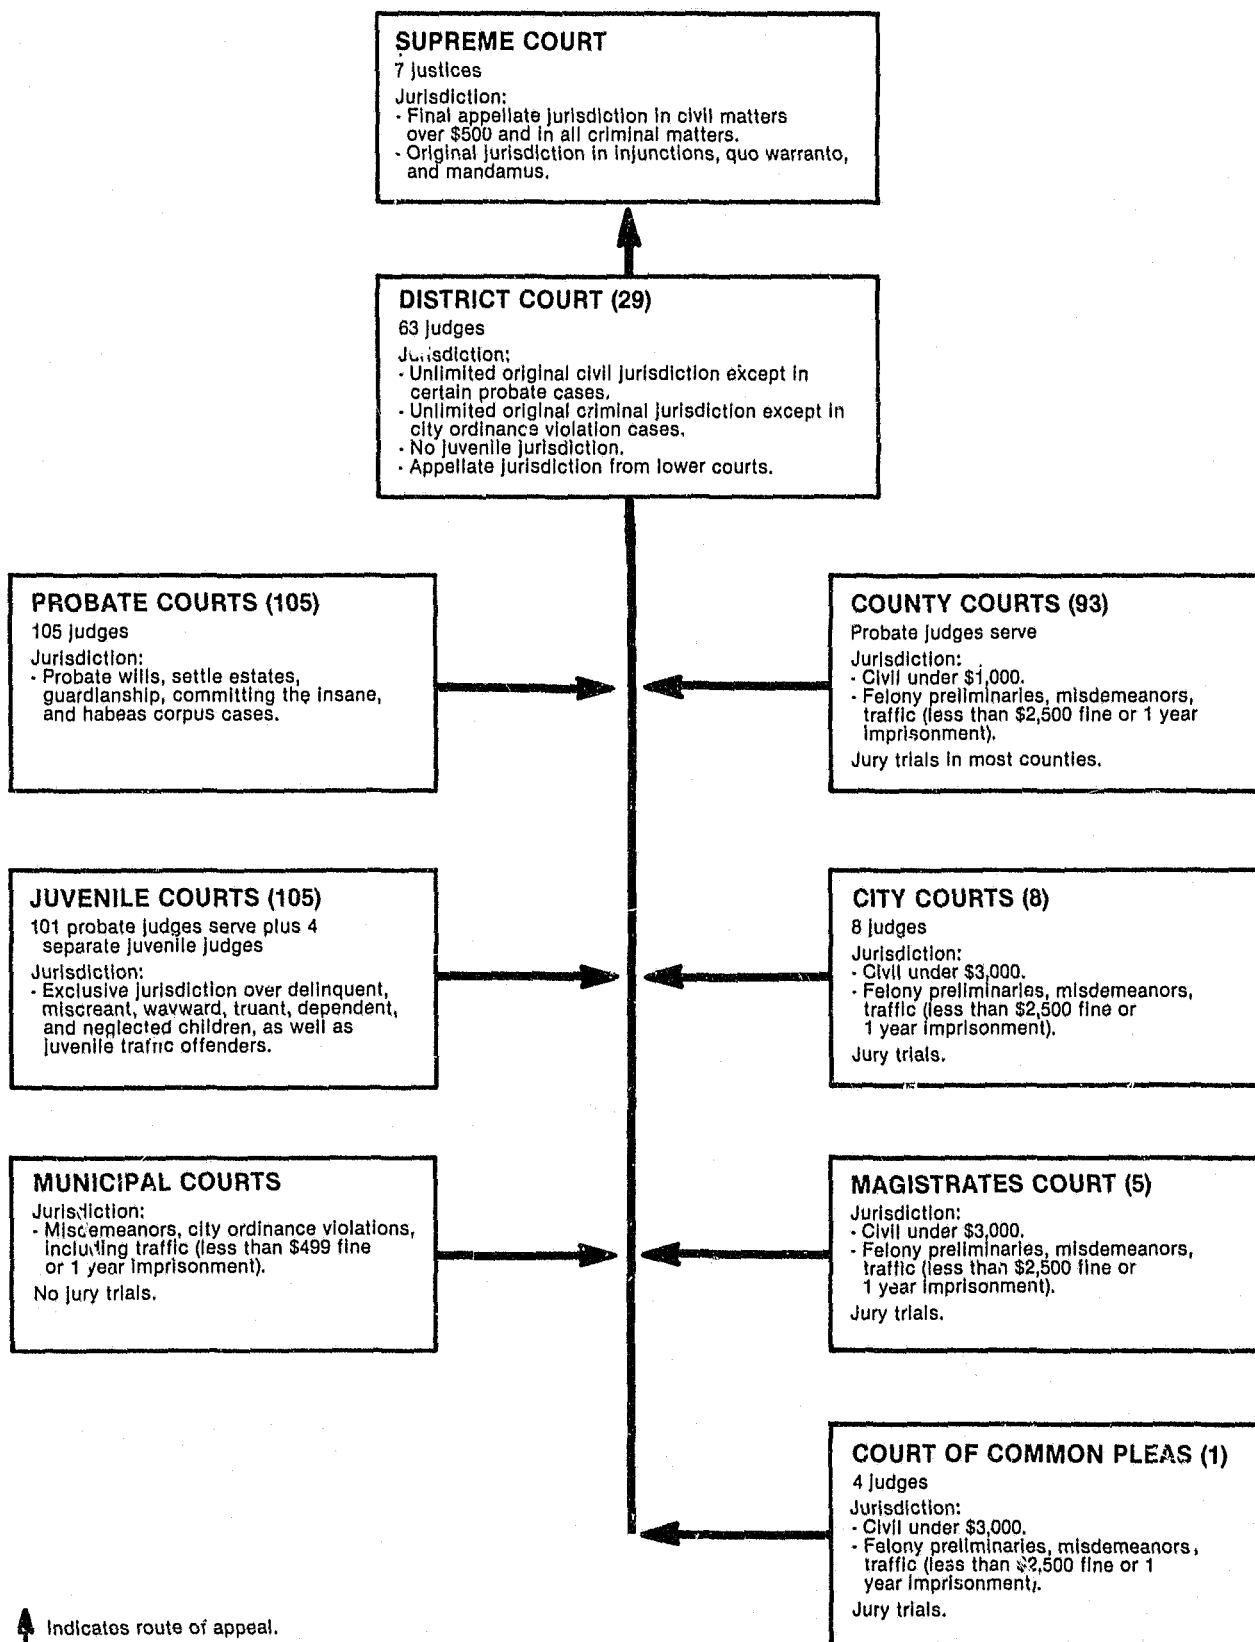 SUPREME COURT
7 justices
Jurisdiction:
- Final appellate jurisdiction in civil matters
over $500 and in all criminal matters.
- Original jurisdiction in injunctions, quo warranto,
and mandamus.
DISTRICT COURT (29)
63 judges
Jurisdiction:
- Unlimited original civil jurisdiction except in
certain probate cases.
- Unlimited original criminal jurisdiction except in
city ordinance violation cases.
- No juvenile jurisdiction.
- Appellate jurisdiction from lower courts.
PROBATE COURTS (105)
105 judges
Jurisdiction:
- Probate wills, settle estates,
guardianship, committing the insane,
and habeas corpus cases.
COUNTY COURTS (93)
Probate judges serve
Jurisdiction:
- Civil under $1,000.
- Felony preliminaries, misdemeanors,
traffic (less than $2,500 fine or 1 year
imprisonment).
Jury trials in most counties.
JUVENILE COURTS (105)
101 probate judges serve plus 4
separate juvenile judges
Jurisdiction:
- Exclusive jurisdiction over delinquent,
miscreant, wayward, truant, dependent,
and neglected children, as well as
juvenile traffic offenders.
CITY COURTS (8)
8 judges
Jurisdiction:
- Civil under $3,000.
- Felony preliminaries, misdemeanors,
traffic (less than $2,500 fine or
1 year imprisonment).
Jury trials.
MUNICIPAL COURTS
Jurisdiction:
- Misdemeanors, city ordinance violations,
including traffic (less than $499 fine
or 1 year imprisonment).
No jury trials.
MAGISTRATES COURT (5)
Jurisdiction:
- Civil under $3,000.
- Felony preliminaries, misdemeanors,
traffic (less than $2,500 fine or
1 year imprisonment).
Jury trials.
COURT OF COMMON PLEAS (1)
4 judges
Jurisdiction:
- Civil under $3,000.
- Felony preliminaries, misdemeanors,
traffic (less than $2,500 fine or 1
year imprisonment).
Jury trials.
Indicates route of appeal.